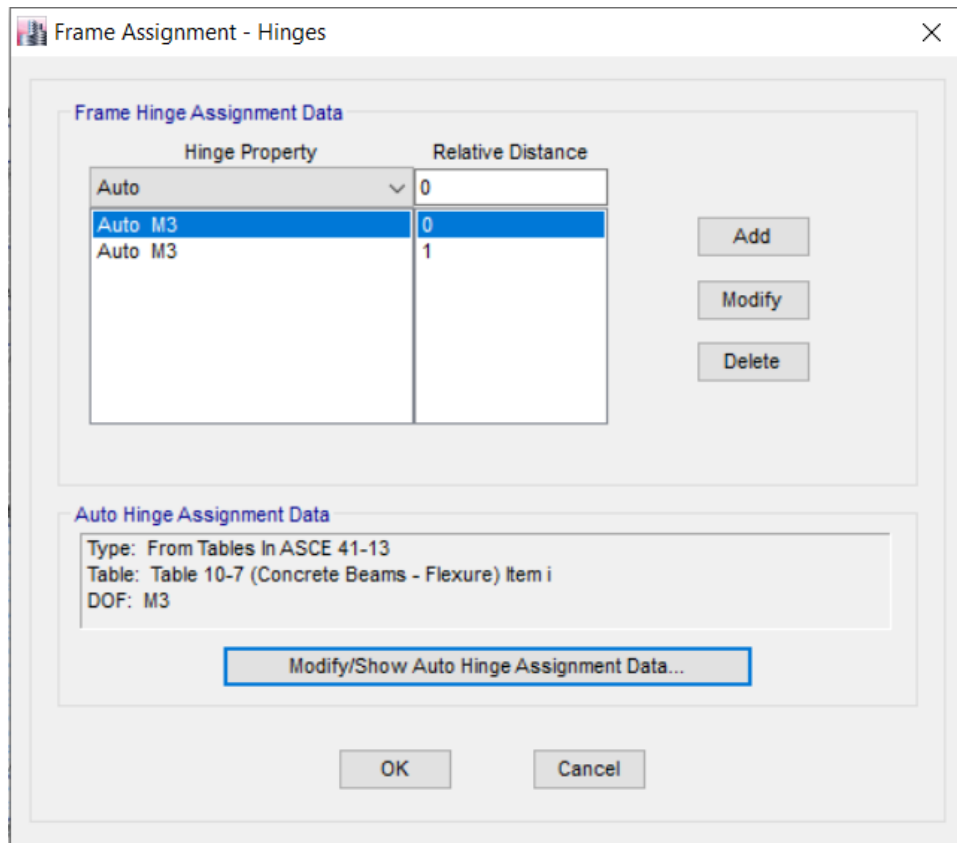 Frame Assignment - Hinges
Frame Hinge Assignment Data
Hinge Property Relative Distance
Auto 0
Auto M3 0
Auto M3 1
Add
Modify
Delete
Auto Hinge Assignment Data
Type: From Tables In ASCE 41-13
Table: Table 10-7 (Concrete Beams - Flexure) Item i
DOF: M3
Modify/Show Auto Hinge Assignment Data...
OK Cancel